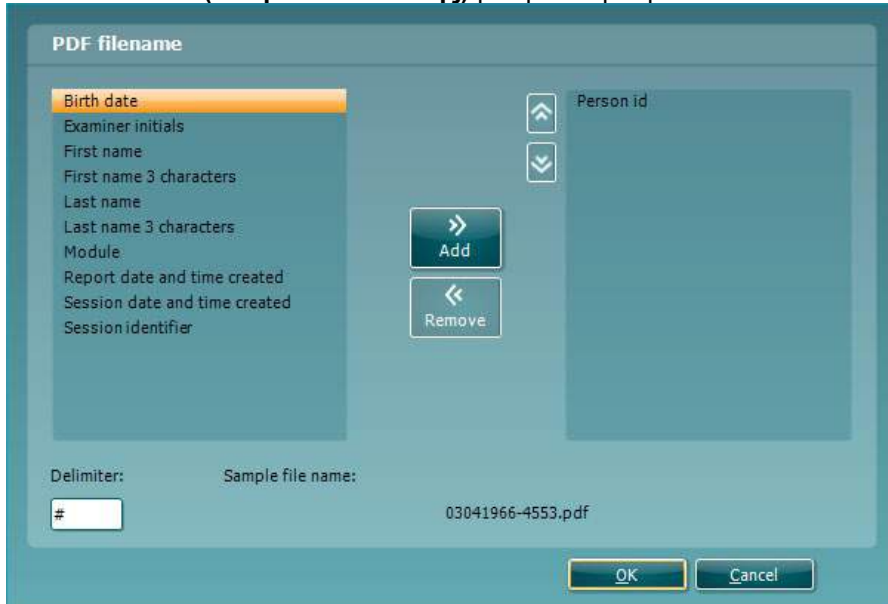 PDF filename
Birth date
Examiner initials
First name
First name 3 characters
Last name
Last name 3 characters
Module
Report date and time created
Session date and time created
Session identifier
Add
Remove
Person id
Delimiter:
Sample file name:
#
03041966-4553.pdf
OK
Cancel